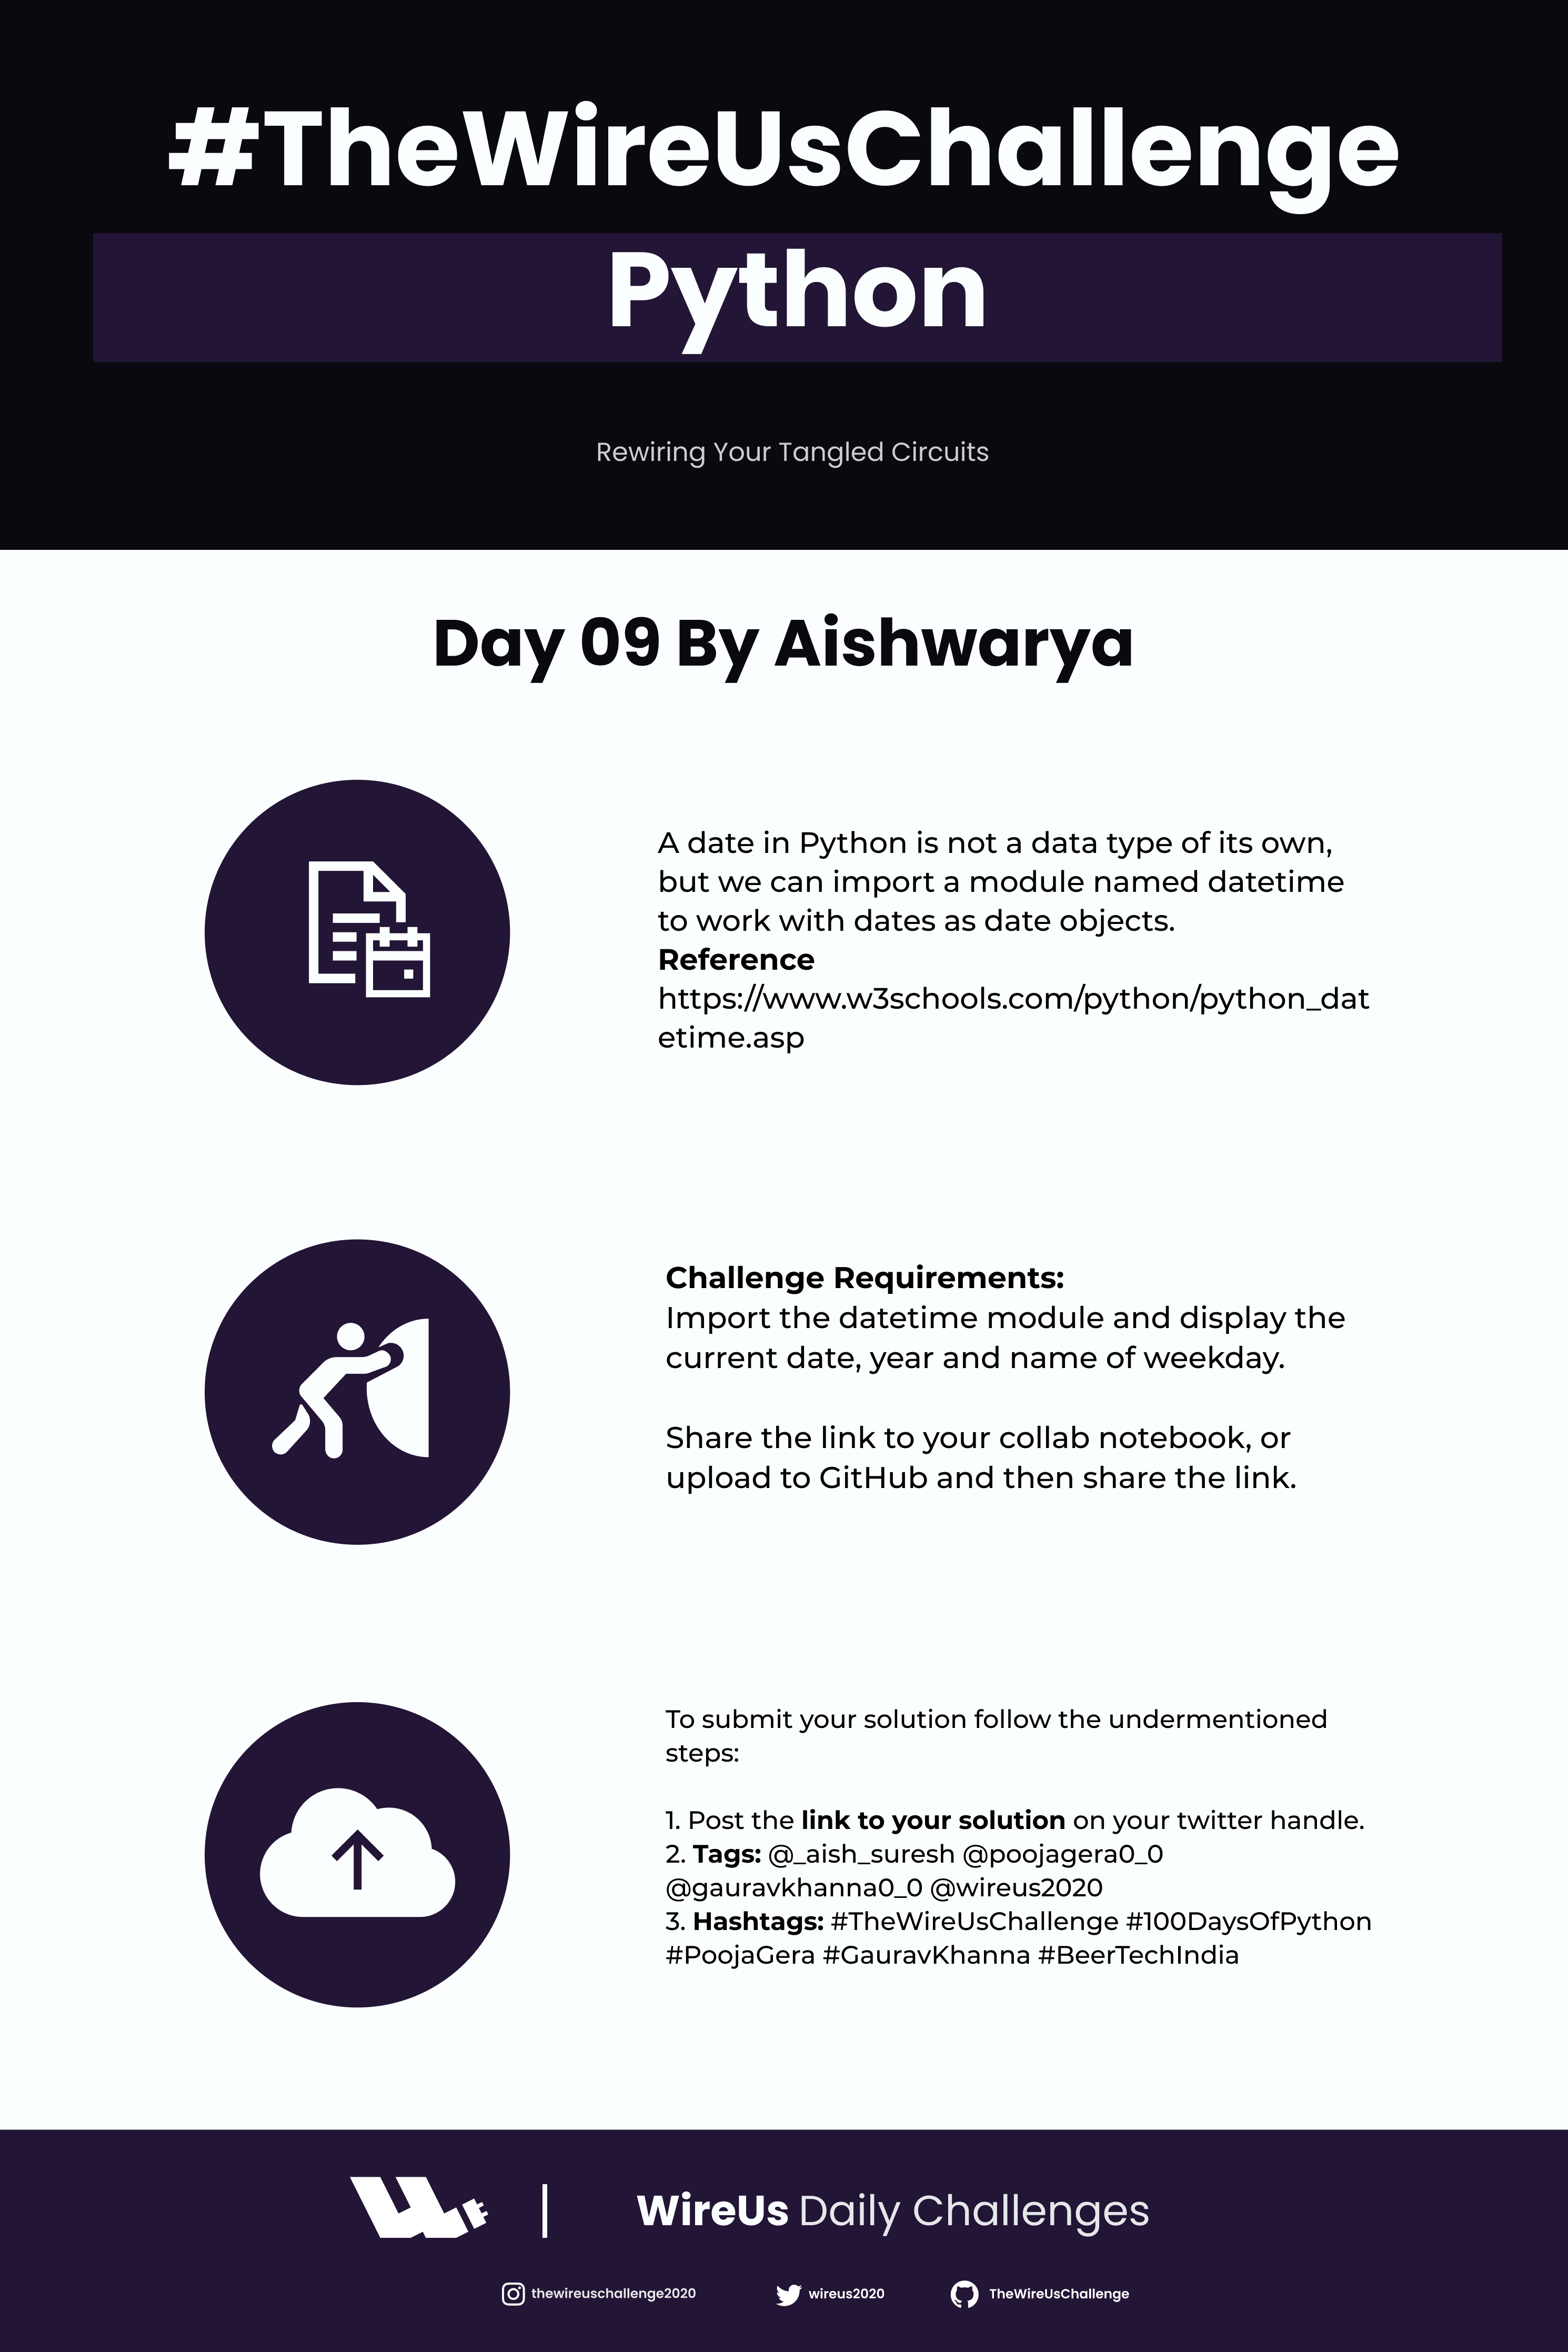 #TheWireUsChallenge
Python
Rewiring Your Tangled Circuits
Day 09 By Aishwarya
A date in Python is not a data type of its own,
but we can import a module named datetime
to work with dates as date objects.
Reference
https://www.w3schools.com/python/python_dat
etime.asp
Challenge Requirements:
Import the datetime module and display the
current date, year and name of weekday.
Share the link to your collab notebook, or
upload to GitHub and then share the link.
To submit your solution follow the undermentioned
steps:
1. Post the link to your solution on your twitter handle.
2. Tags: @_aish_suresh @poojagera0_0
@gauravkhanna0_0 @wireus2020
3. Hashtags: #TheWireUsChallenge #100DaysOfPython
#PoojaGera #GauravKhanna #BeerTechIndia
WireUs Daily Challenges
thewireuschallenge2020 wireus2020 TheWireUsChallenge